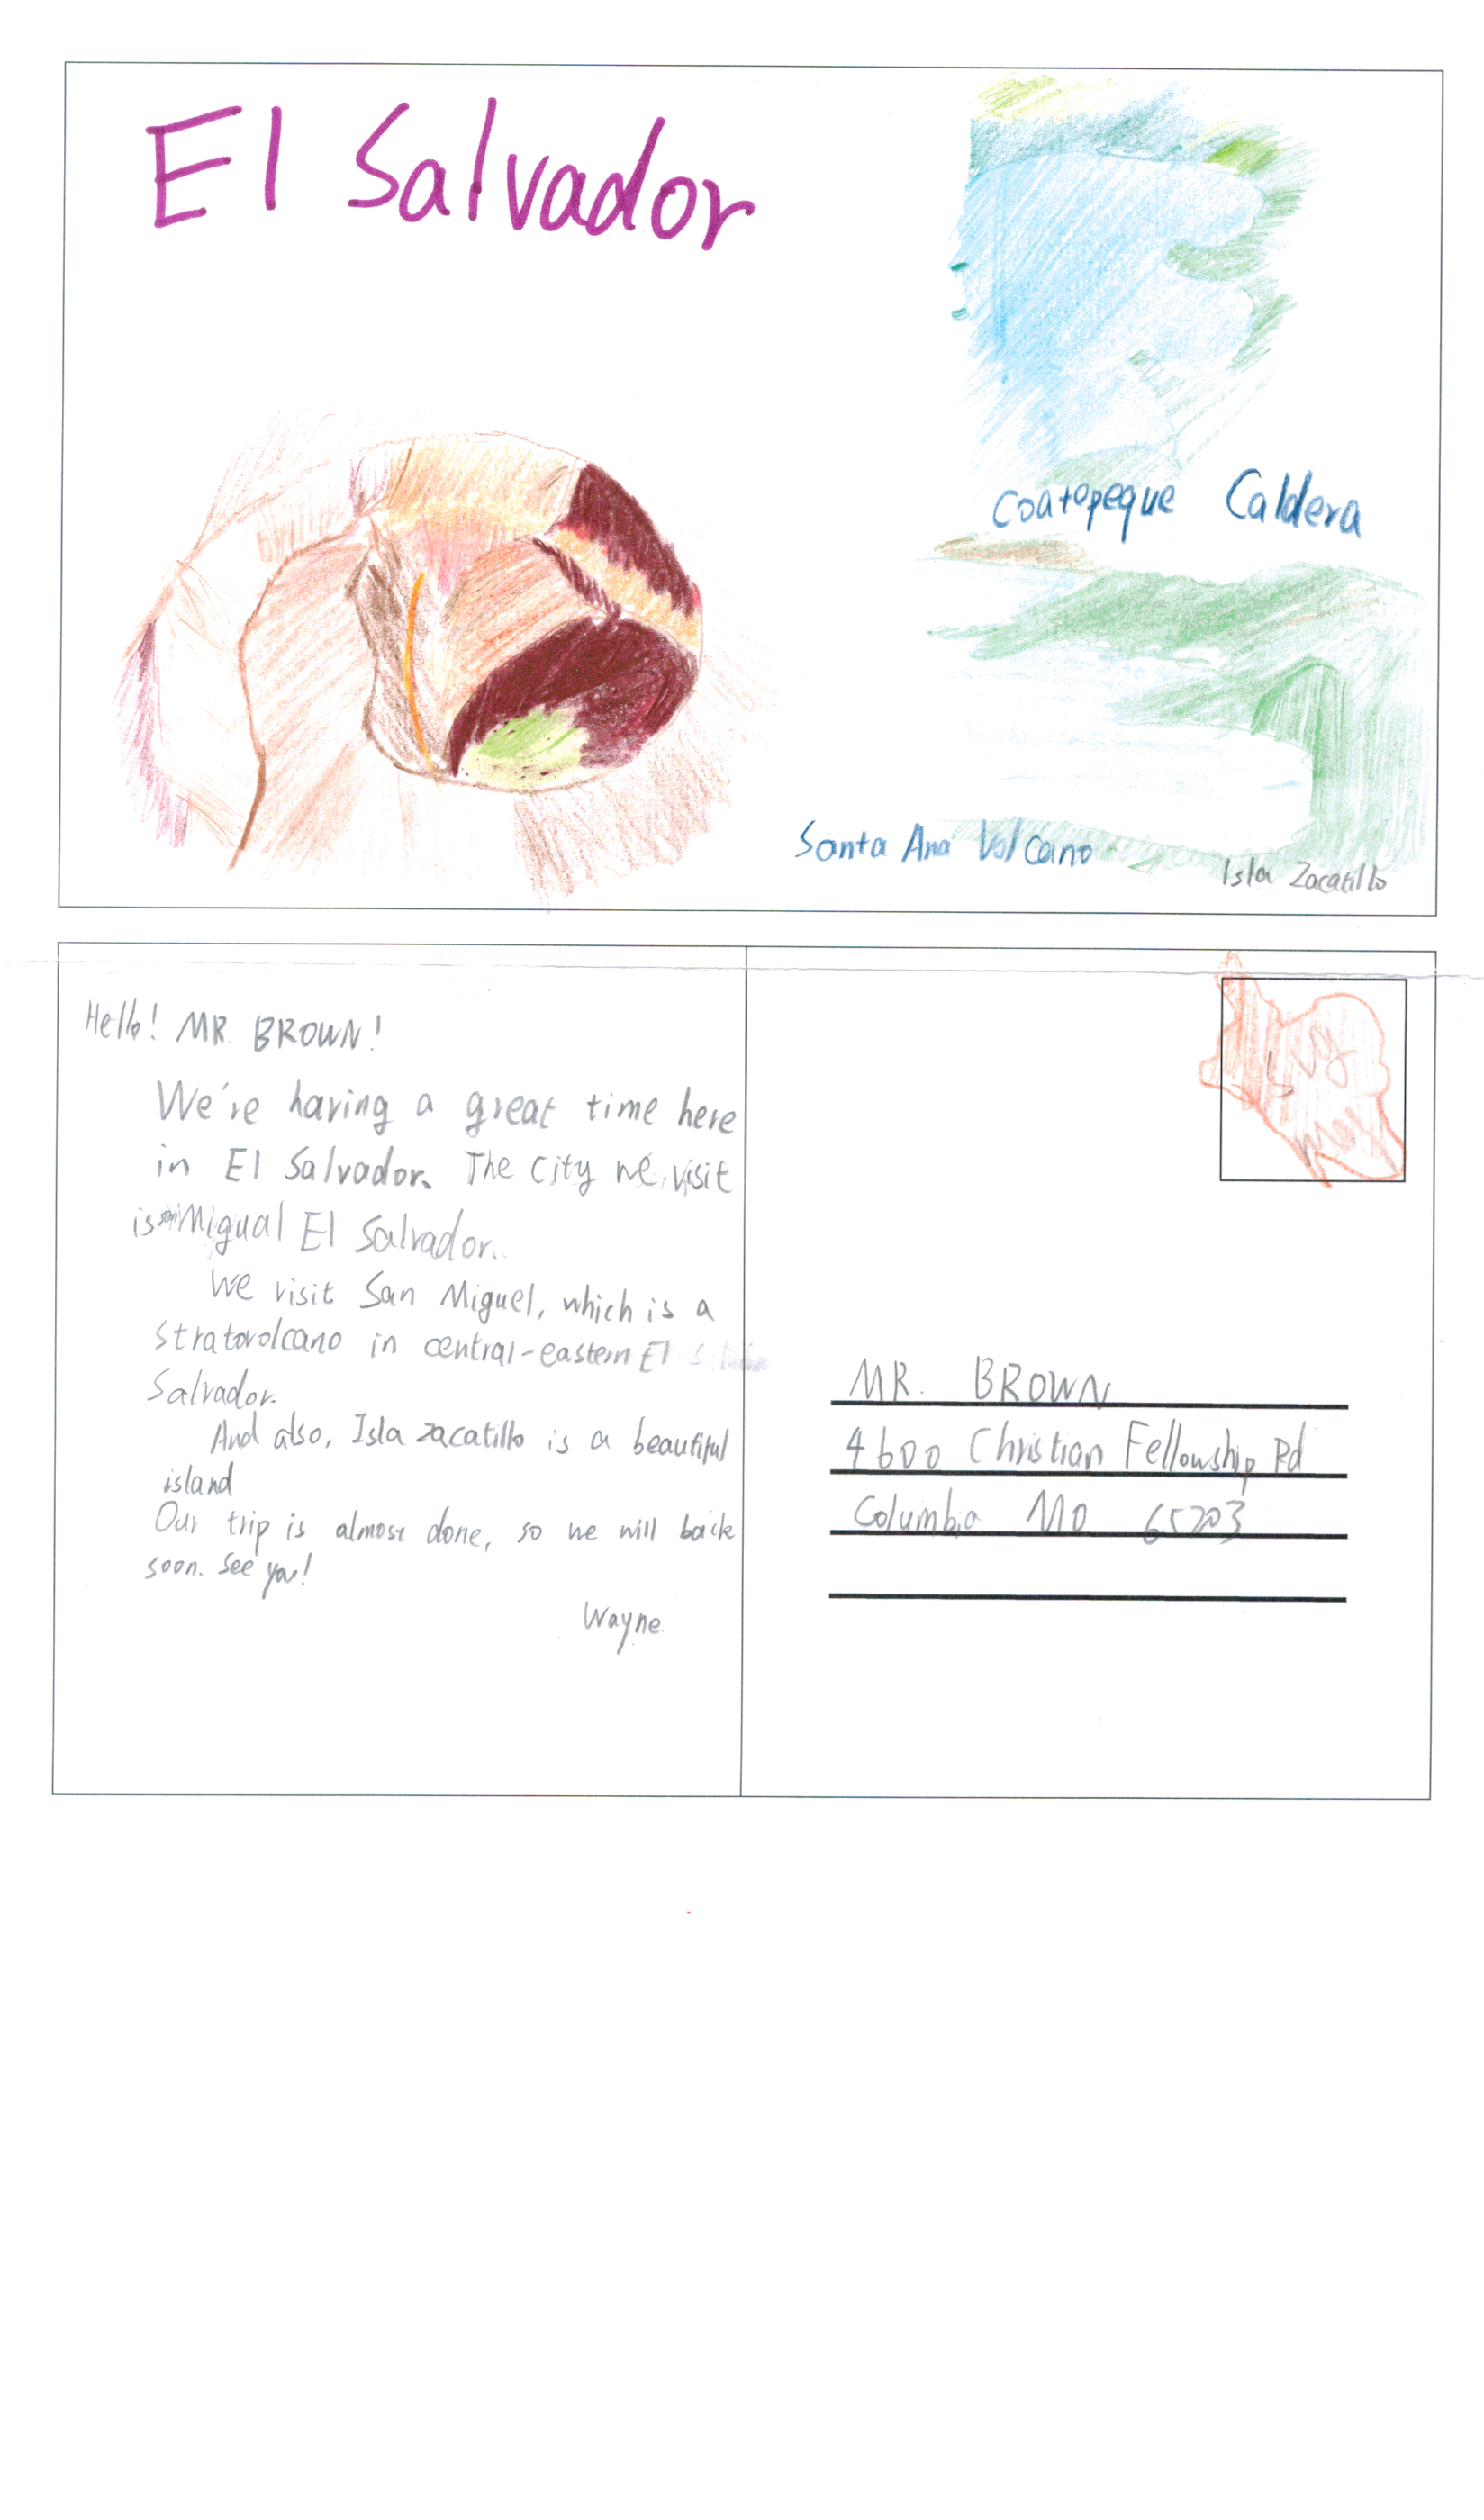 El Salvador
Coatepeque Caldera
Santa Ana Volcano
Isla Zacatillo
Hello! MR. BROWN!
We're having a great time here
in El Salvador. The City we visit
is san Migual El Salvador.
We visit San Miguel, which is a
Stratovolcano in central-eastern El
Salvador.
And also, Isla Zacatillo is a beautiful
island
Our trip is almost done, so we will back
soon. See you!
Wayne
MR. BROWN
4600 Christian Fellowship Rd
Columbia MO 65203